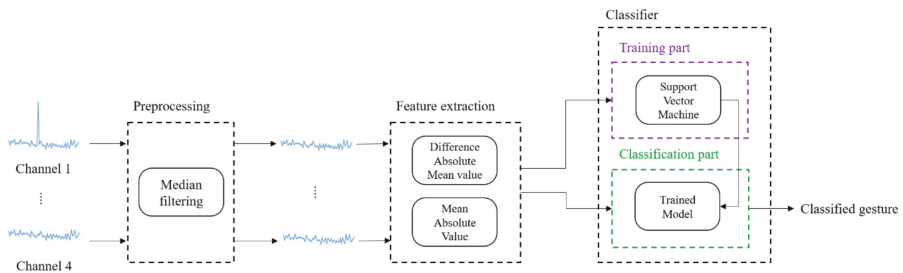 Classifier
Training part
Support
Vector
Machine
Preprocessing
Feature extraction
Channel 1
Median
filtering
Difference
Absolute
Mean value
Classification part
Mean
Absolute
Value
Trained
Model
Classified gesture
Channel 4